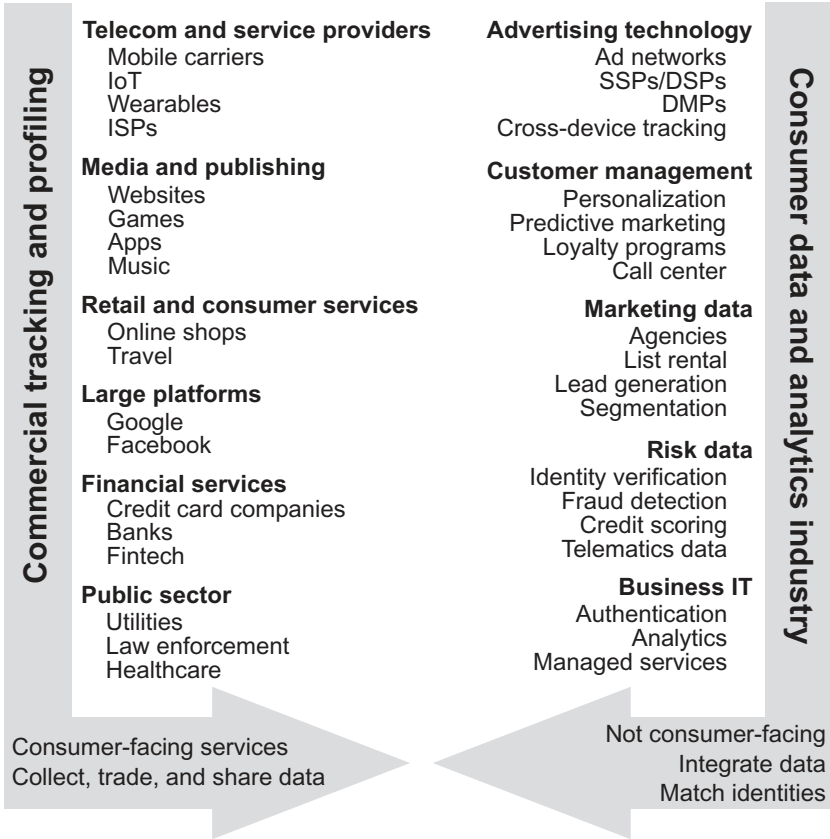 Commercial tracking and profiling
Telecom and service providers
Mobile carriers
IoT
Wearables
ISPs
Media and publishing
Websites
Games
Apps
Music
Retail and consumer services
Online shops
Travel
Large platforms
Google
Facebook
Financial services
Credit card companies
Banks
Fintech
Public sector
Utilities
Law enforcement
Healthcare
Consumer-facing services
Collect, trade, and share data
Advertising technology
Ad networks
SSPs/DSPs
DMPs
Cross-device tracking
Customer management
Personalization
Predictive marketing
Loyalty programs
Call center
Marketing data
Agencies
List rental
Lead generation
Segmentation
Risk data
Identity verification
Fraud detection
Credit scoring
Telematics data
Business IT
Authentication
Analytics
Managed services
Consumer data and analytics industry
Not consumer-facing
Integrate data
Match identities